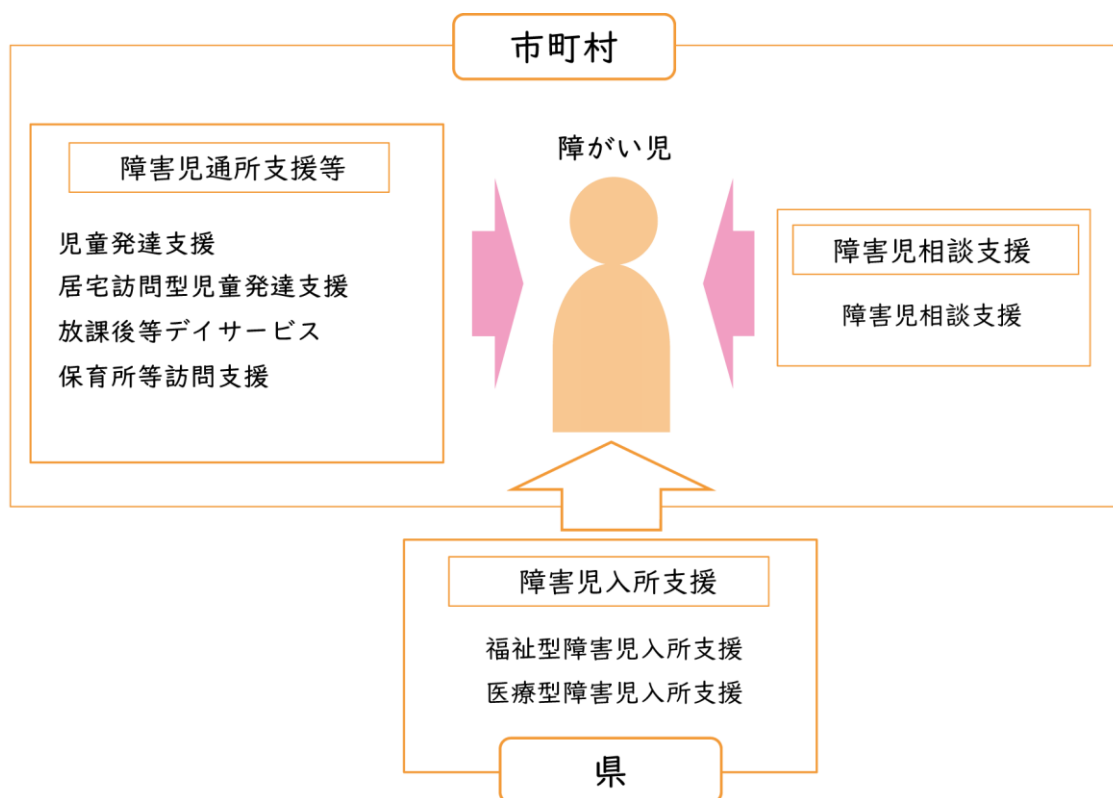 市町村
障害児通所支援等
児童発達支援
居宅訪問型児童発達支援
放課後等デイサービス
保育所等訪問支援
障がい児
障害児相談支援
障害児相談支援
障害児入所支援
福祉型障害児入所支援
医療型障害児入所支援
県